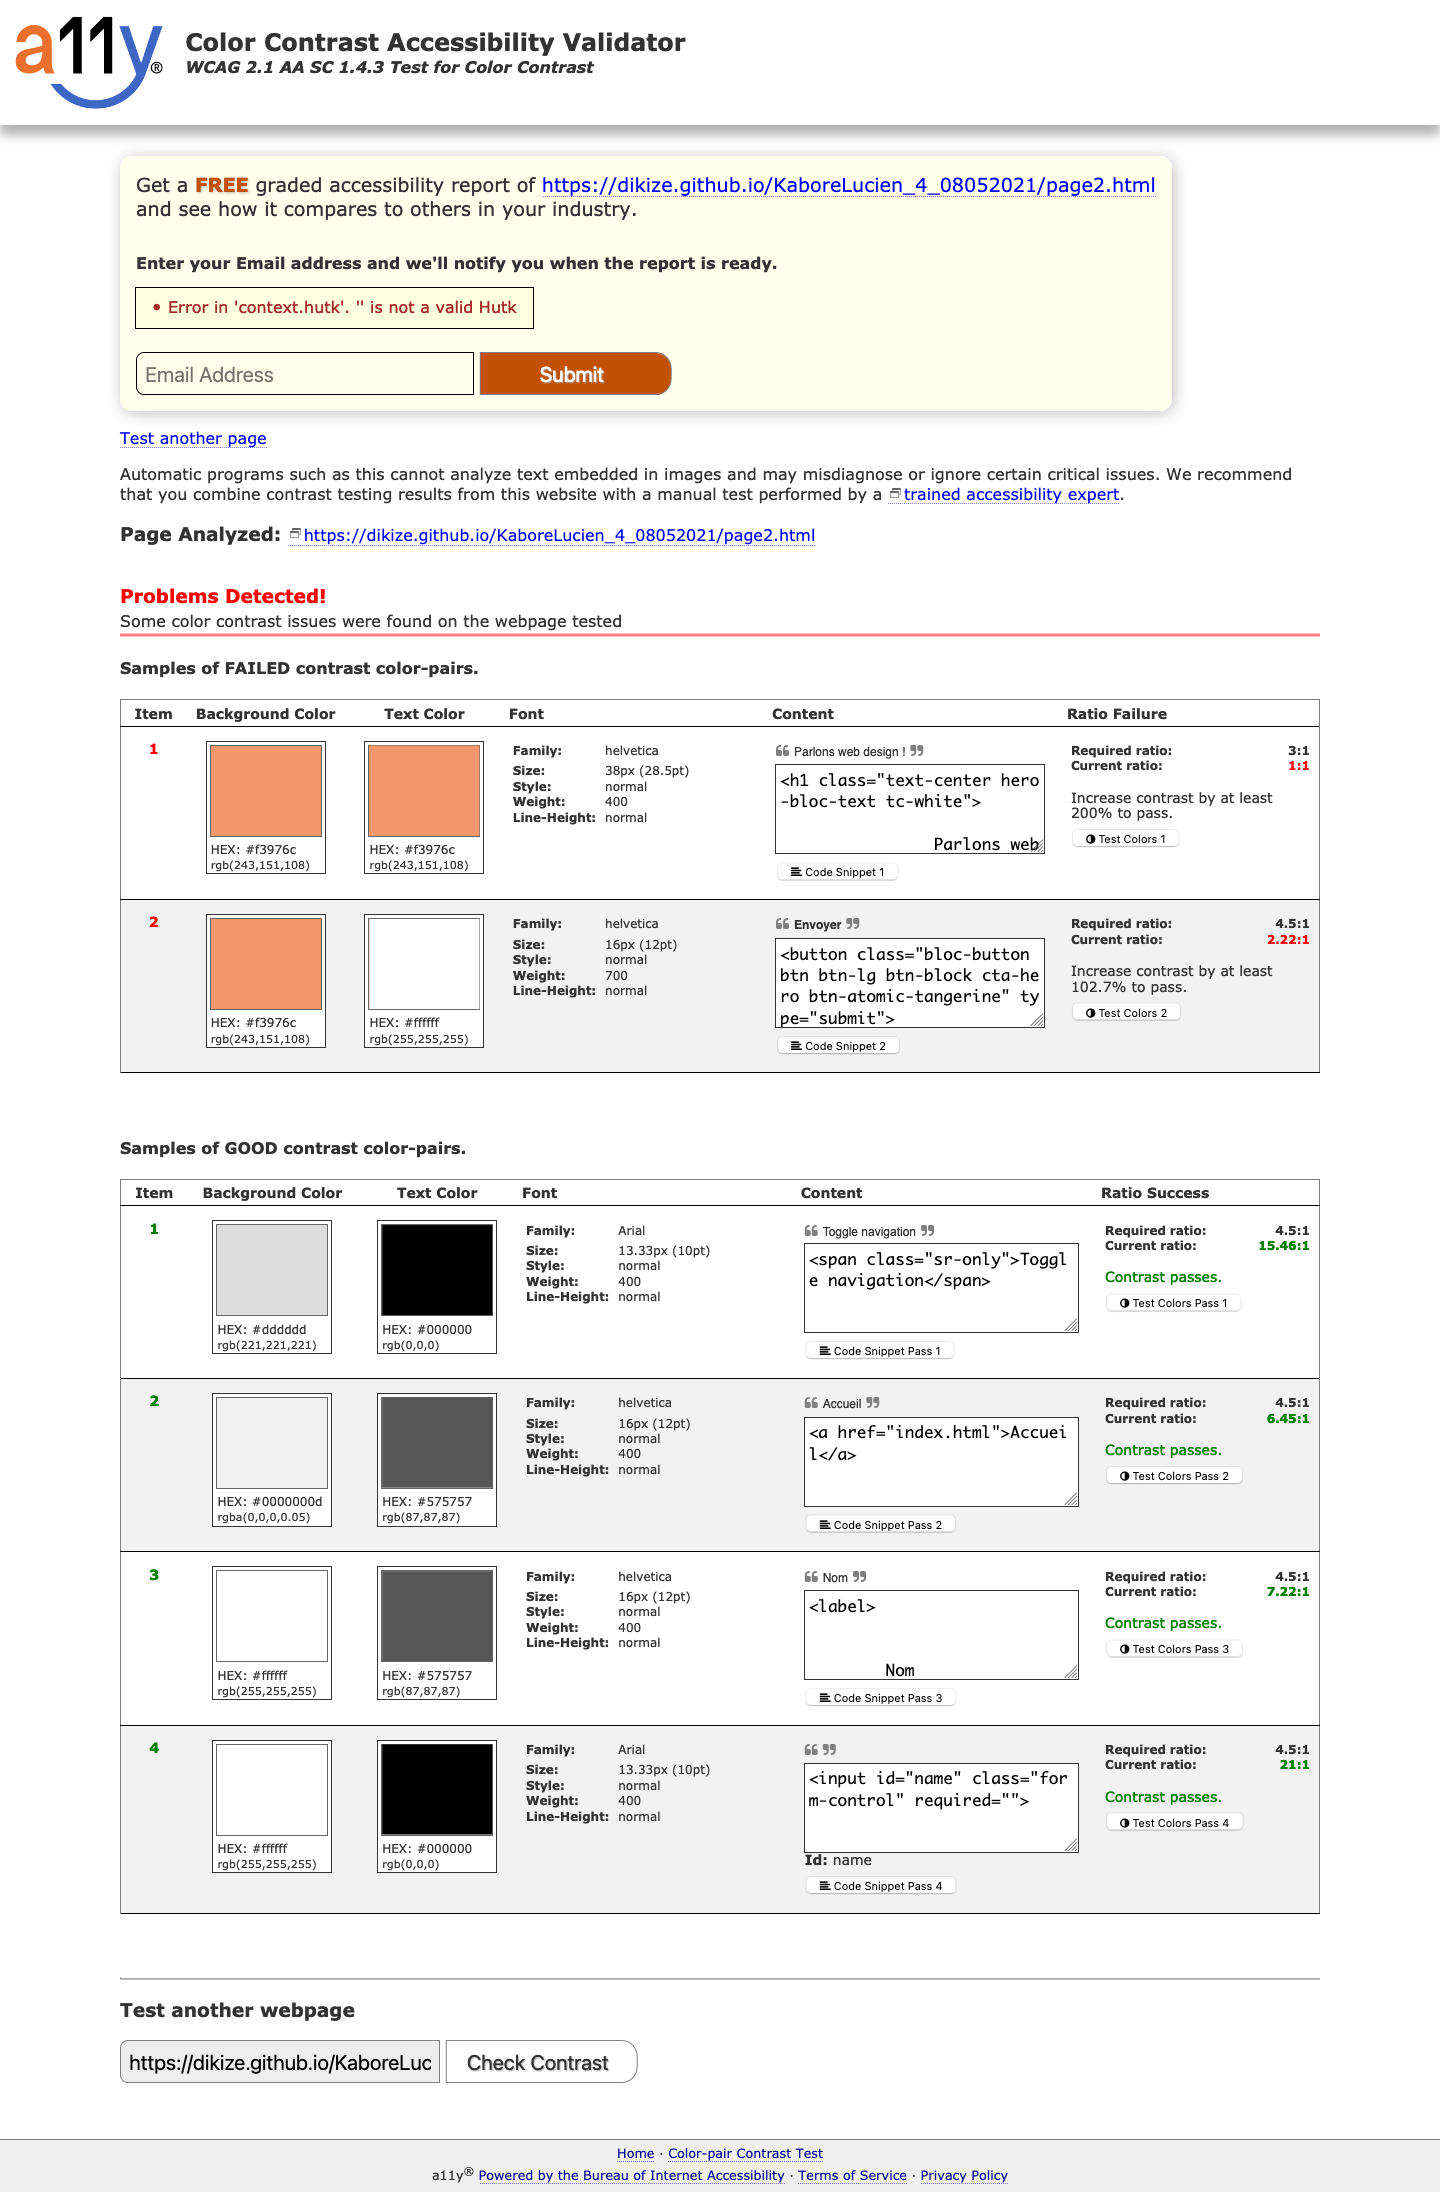 a11y®
Color Contrast Accessibility Validator
WCAG 2.1 AA SC 1.4.3 Test for Color Contrast
Get a FREE graded accessibility report of https://dikize.github.io/KaboreLucien_4_08052021/page2.html
and see how it compares to others in your industry.
Enter your Email address and we'll notify you when the report is ready.
• Error in 'context.hutk'. '' is not a valid Hutk
Email Address Submit
Test another page
Automatic programs such as this cannot analyze text embedded in images and may misdiagnose or ignore certain critical issues. We recommend
that you combine contrast testing results from this website with a manual test performed by a trained accessibility expert.
Page Analyzed: https://dikize.github.io/KaboreLucien_4_08052021/page2.html
Problems Detected!
Some color contrast issues were found on the webpage tested
Samples of FAILED contrast color-pairs.
Item Background Color Text Color Font Content Ratio Failure
1
HEX: #f3976c
rgb(243,151,108)
HEX: #f3976c
rgb(243,151,108)
Family: helvetica
Size: 38px (28.5pt)
Style: normal
Weight: 400
Line-Height: normal
“ Parlons web design ! ”
<h1 class="text-center hero
-bloc-text tc-white">
Parlons web
Code Snippet 1
Required ratio: 3:1
Current ratio: 1:1
Increase contrast by at least
200% to pass.
Test Colors 1
2
HEX: #f3976c
rgb(243,151,108)
HEX: #ffffff
rgb(255,255,255)
Family: helvetica
Size: 16px (12pt)
Style: normal
Weight: 700
Line-Height: normal
“ Envoyer ”
<button class="bloc-button
btn btn-lg btn-block cta-he
ro btn-atomic-tangerine" ty
pe="submit">
Code Snippet 2
Required ratio: 4.5:1
Current ratio: 2.22:1
Increase contrast by at least
102.7% to pass.
Test Colors 2
Samples of GOOD contrast color-pairs.
Item Background Color Text Color Font Content Ratio Success
1
HEX: #dddddd
rgb(221,221,221)
HEX: #000000
rgb(0,0,0)
Family: Arial
Size: 13.33px (10pt)
Style: normal
Weight: 400
Line-Height: normal
“ Toggle navigation ”
<span class="sr-only">Toggl
e navigation</span>
Code Snippet Pass 1
Required ratio: 4.5:1
Current ratio: 15.46:1
Contrast passes.
Test Colors Pass 1
2
HEX: #0000000d
rgba(0,0,0,0.05)
HEX: #575757
rgb(87,87,87)
Family: helvetica
Size: 16px (12pt)
Style: normal
Weight: 400
Line-Height: normal
“ Accueil ”
<a href="index.html">Accuei
l</a>
Code Snippet Pass 2
Required ratio: 4.5:1
Current ratio: 6.45:1
Contrast passes.
Test Colors Pass 2
3
HEX: #ffffff
rgb(255,255,255)
HEX: #575757
rgb(87,87,87)
Family: helvetica
Size: 16px (12pt)
Style: normal
Weight: 400
Line-Height: normal
“ Nom ”
<label>
Nom
Code Snippet Pass 3
Required ratio: 4.5:1
Current ratio: 7.22:1
Contrast passes.
Test Colors Pass 3
4
HEX: #ffffff
rgb(255,255,255)
HEX: #000000
rgb(0,0,0)
Family: Arial
Size: 13.33px (10pt)
Style: normal
Weight: 400
Line-Height: normal
“ ”
<input id="name" class="for
m-control" required="">
Id: name
Code Snippet Pass 4
Required ratio: 4.5:1
Current ratio: 21:1
Contrast passes.
Test Colors Pass 4
Test another webpage
https://dikize.github.io/KaboreLuc Check Contrast
Home · Color-pair Contrast Test
a11y® Powered by the Bureau of Internet Accessibility · Terms of Service · Privacy Policy